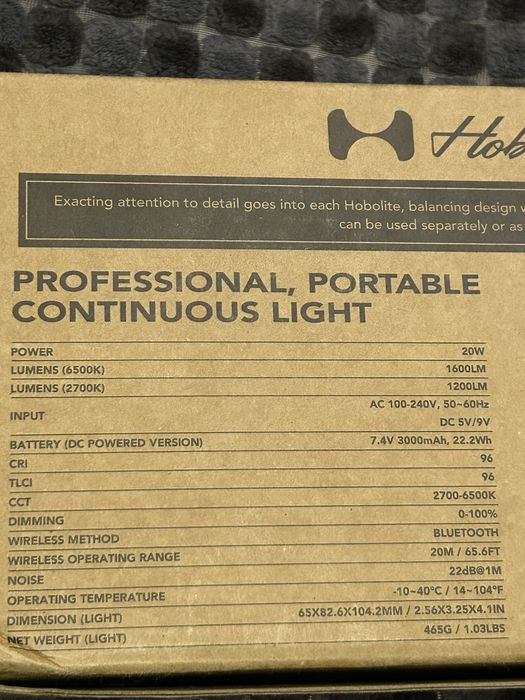 Exacting attention to detail goes into each Hobolite, balancing design
can be used separately or as
PROFESSIONAL, PORTABLE
CONTINUOUS LIGHT
POWER 20W
LUMENS (6500K) 1600LM
LUMENS (2700K) 1200LM
INPUT AC 100-240V, 50~60Hz
DC 5V/9V
BATTERY (DC POWERED VERSION) 7.4V 3000mAh, 22.2Wh
CRI 96
TLCI 96
CCT 2700-6500K
DIMMING 0-100%
WIRELESS METHOD BLUETOOTH
WIRELESS OPERATING RANGE 20M / 65.6FT
NOISE 22dB@1M
OPERATING TEMPERATURE -10~40°C / 14~104°F
DIMENSION (LIGHT) 65X82.6X104.2MM / 2.56X3.25X4.1IN
NET WEIGHT (LIGHT) 465G / 1.03LBS